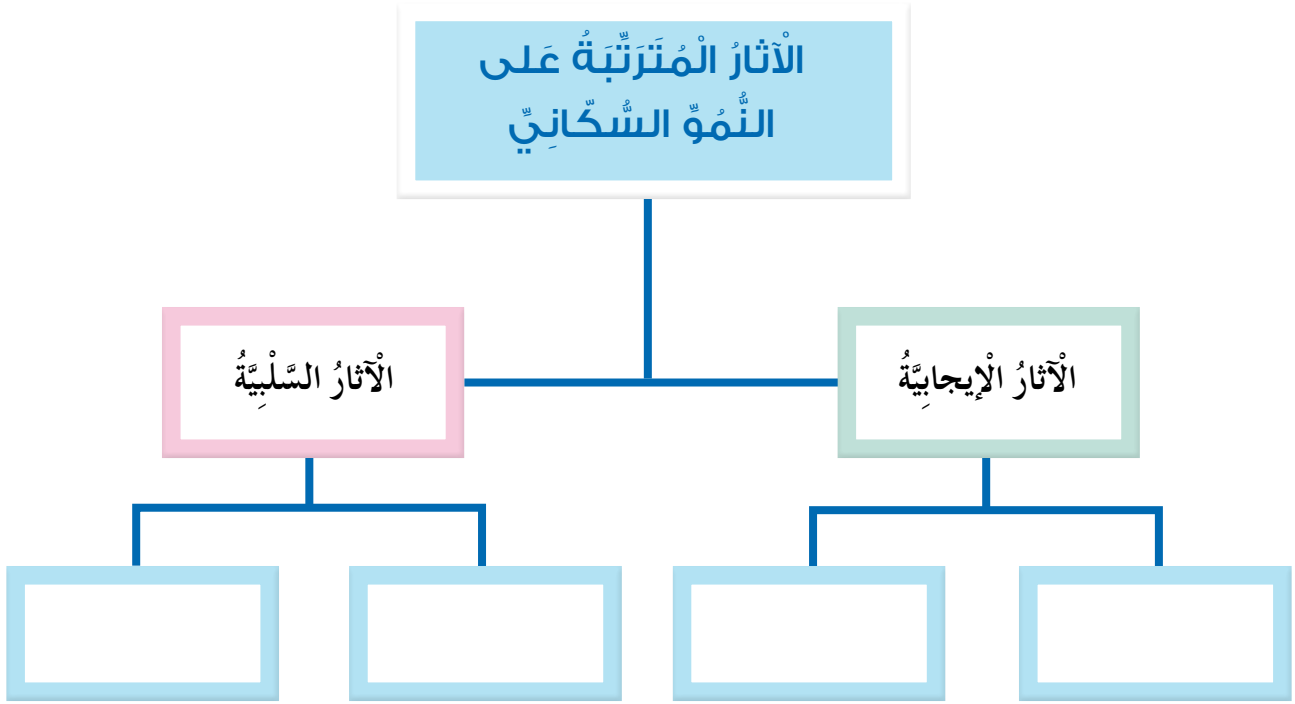 الْآثارُ الْمُتَرَتِّبَةُ عَلى
النُّمُوِّ السُّكّانِيِّ
الْآثارُ الْإيجابِيَّةُ
الْآثارُ السَّلْبِيَّةُ